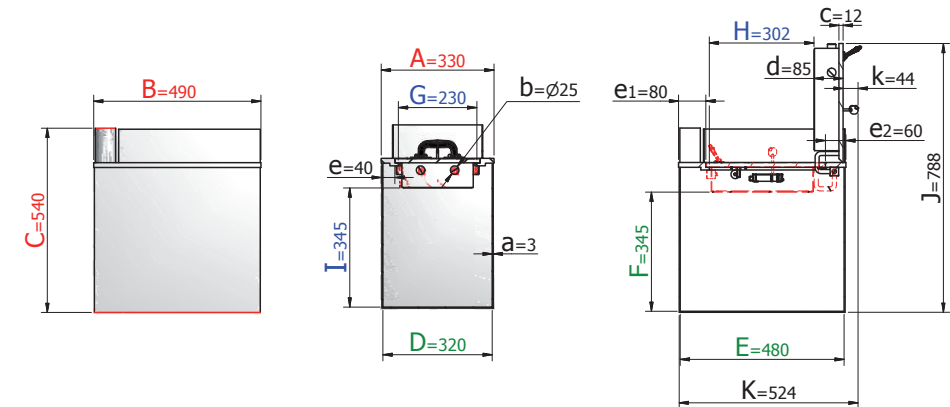 B=490
C=540
A=330
G=230
b=Ø25
e=40
I=345
a=3
D=320
C=12
H=302
d=85
k=44
e1=80
e2=60
J=788
F=345
E=480
K=524